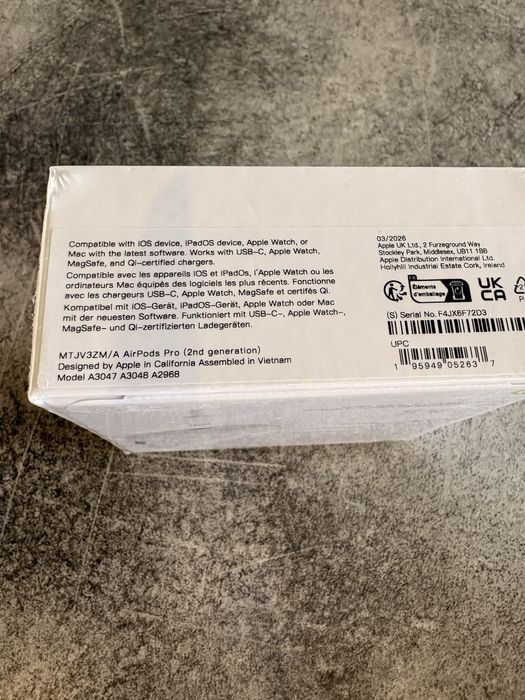 Compatible with iOS device, iPadOS device, Apple Watch, or
Mac with the latest software. Works with USB-C, Apple Watch,
MagSafe, and Qi-certified chargers.
Compatible avec les appareils iOS et iPadOs, l'Apple Watch ou les
ordinateurs Mac équipés des logiciels les plus récents. Fonctionne
avec les chargeurs USB-C, Apple Watch, MagSafe et certifés Qi.
Kompatibel mit iOS-Gerät, iPadOS-Gerät, Apple Watch oder Mac
mit der neuesten Software. Funktioniert mit USB-C-, Apple Watch-,
MagSafe- und Qi-zertifizierten Ladegeräten.
MTJV3ZM/A AirPods Pro (2nd generation)
Designed by Apple in California Assembled in Vietnam
Model A3047 A3048 A2968
03/2026
Apple UK Ltd., 2 Furzeground Way
Stockley Park, Middlesex, UB11 1BB
Apple Distribution International Ltd.
Hollyhill Industrial Estate Cork, Ireland
FR
Éléments
d'emballage
UK
CA
(S) Serial No. F4JX6F72D3
UPC
1 95949 05263 7